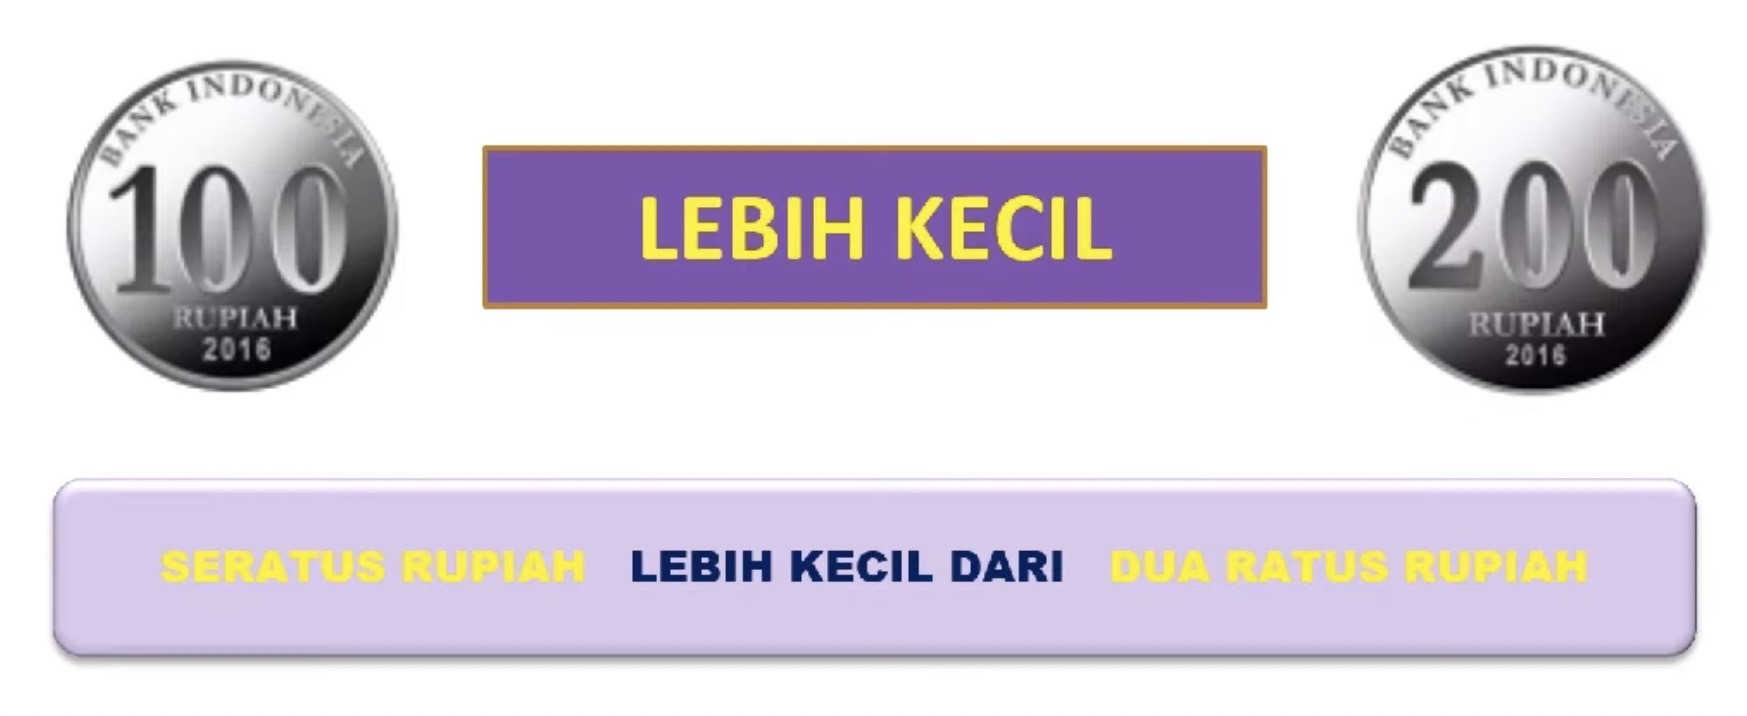 BANK INDONESIA
100
RUPIAH
2016
LEBIH KECIL
BANK INDONESIA
200
RUPIAH
2016
SERATUS RUPIAH LEBIH KECIL DARI DUA RATUS RUPIAH